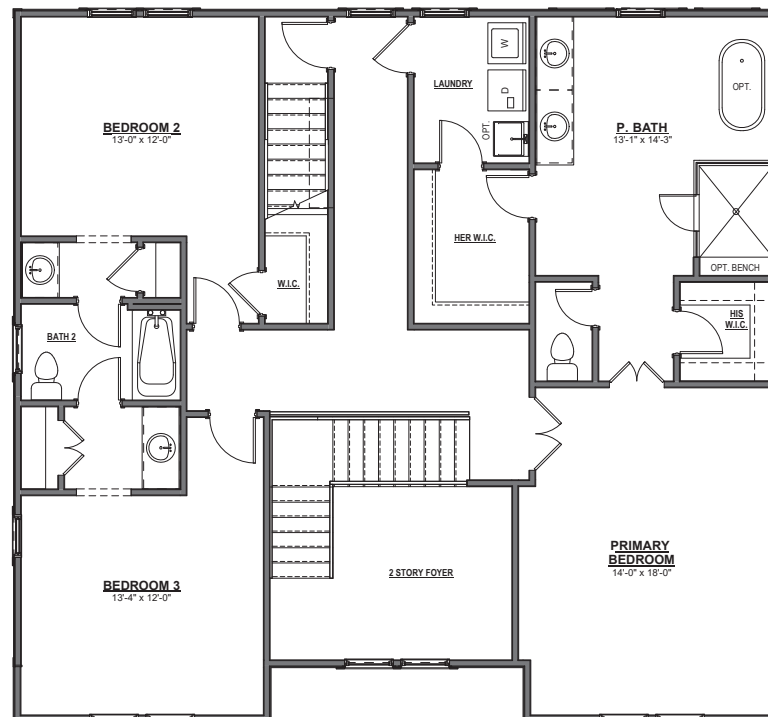 BEDROOM 2
13'-0" x 12'-0"
LAUNDRY
W
D
OPT.
P. BATH
13'-1" x 14'-3"
OPT.
HER W.I.C.
OPT. BENCH
W.I.C.
HIS
W.I.C.
BATH 2
BEDROOM 3
13'-4" x 12'-0"
2 STORY FOYER
PRIMARY
BEDROOM
14'-0" x 18'-0"